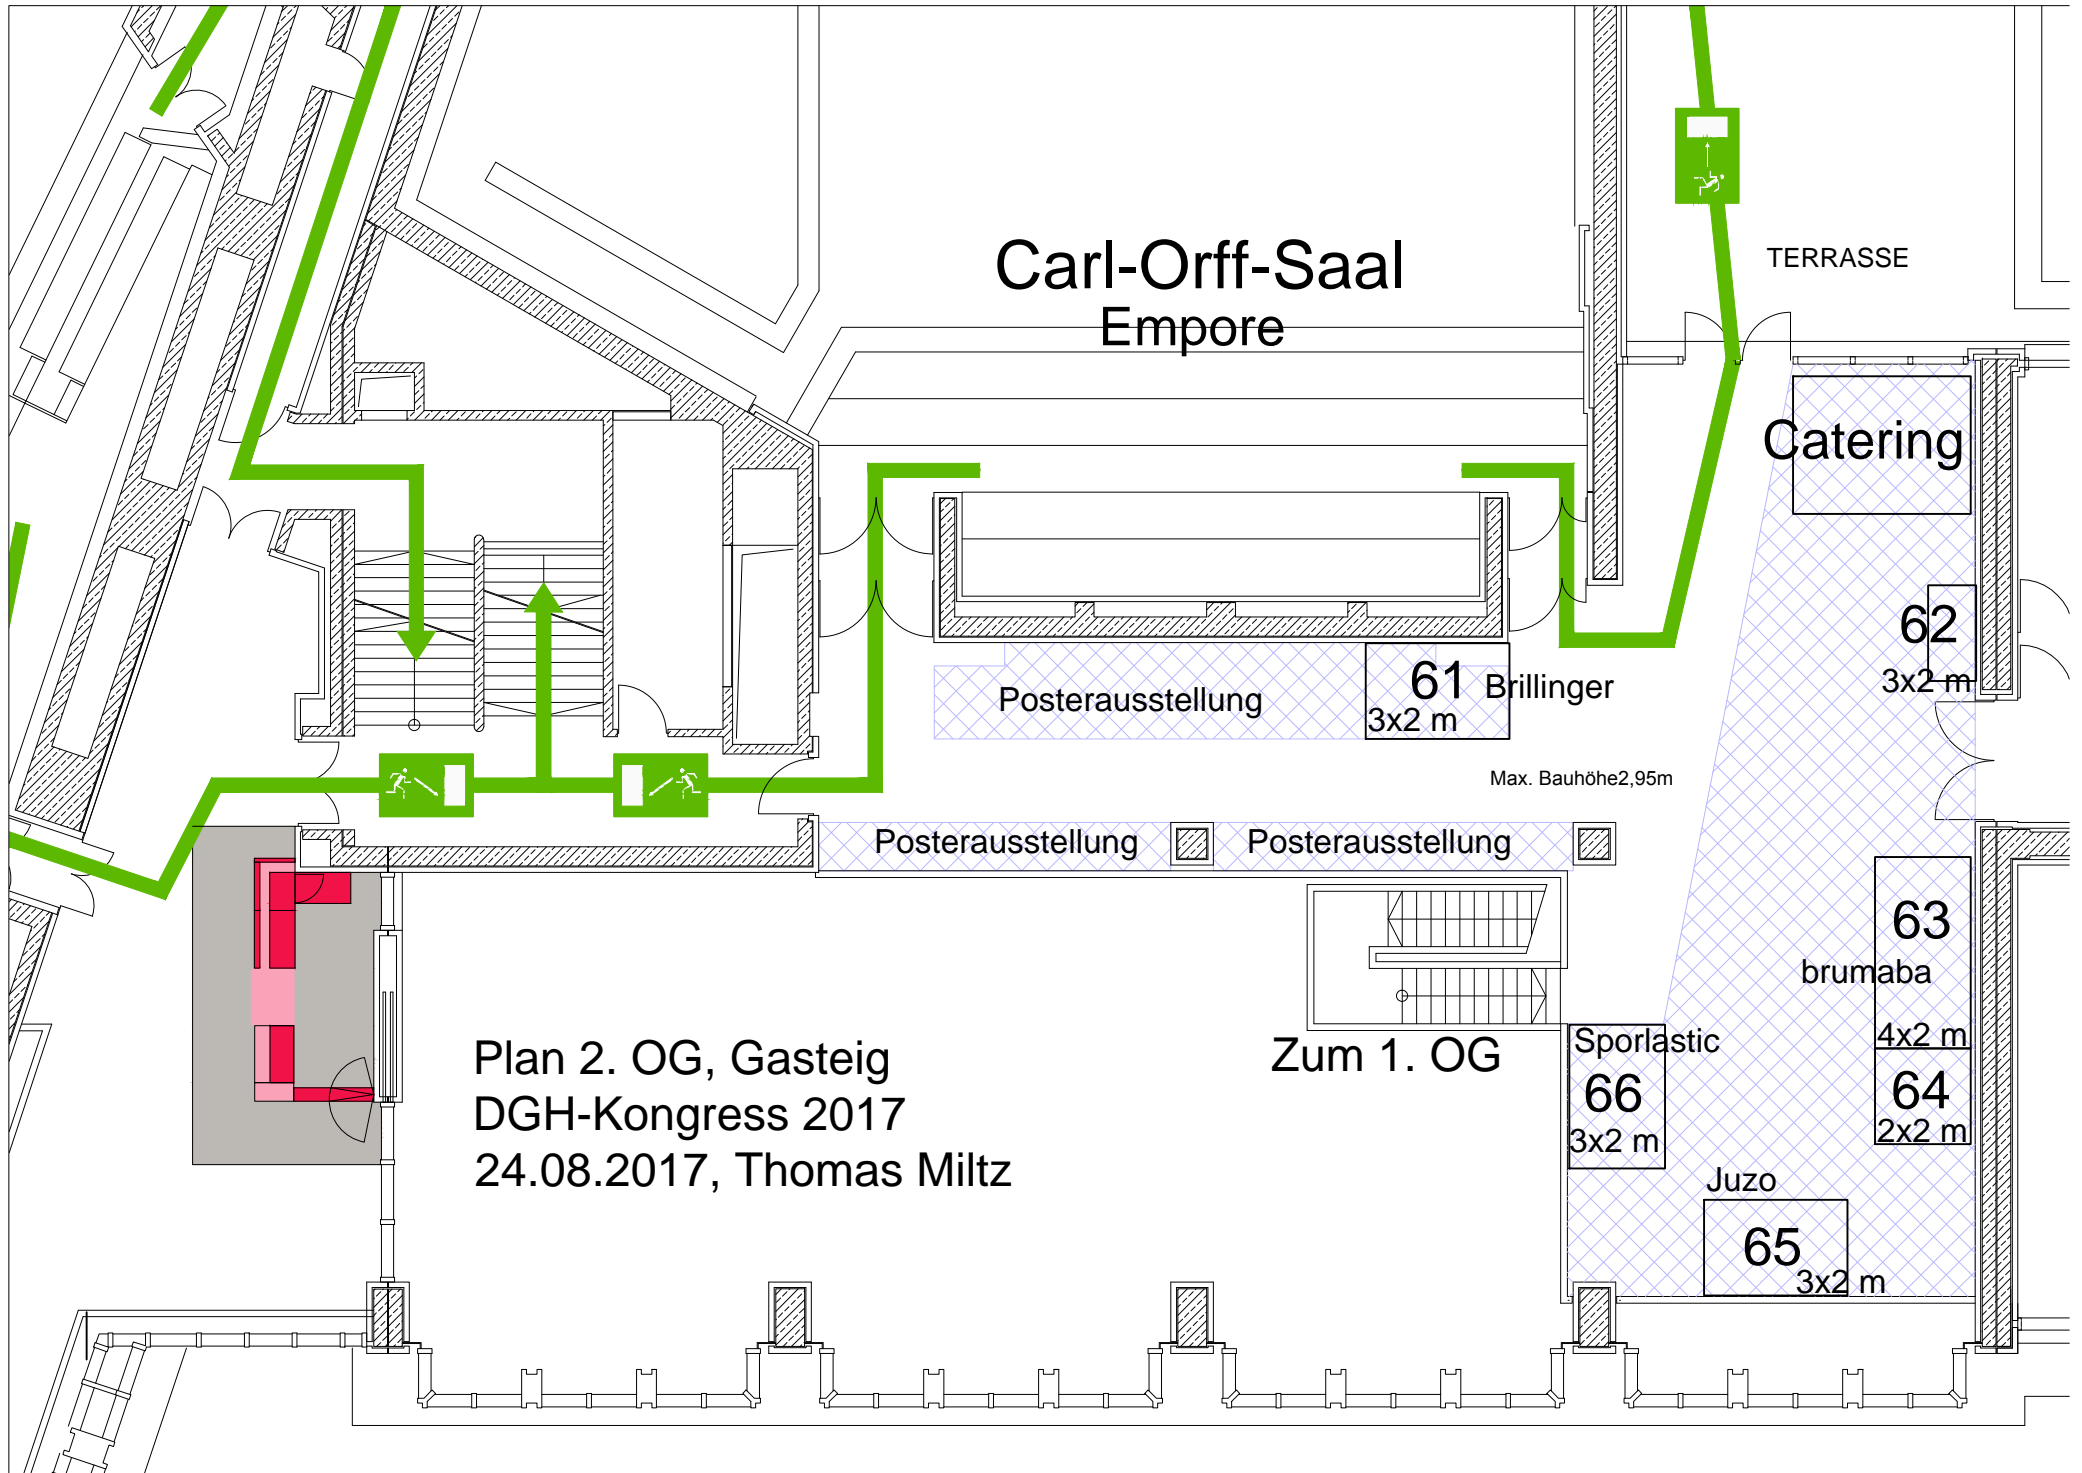 Carl-Orff-Saal
Empore
TERRASSE
Catering
62
3x2 m
61 Brillinger
3x2 m
Posterausstellung
Max. Bauhöhe2,95m
Posterausstellung
Posterausstellung
63
brumaba
4x2 m
64
2x2 m
Sporlastic
66
3x2 m
Juzo
65
3x2 m
Zum 1. OG
Plan 2. OG, Gasteig
DGH-Kongress 2017
24.08.2017, Thomas Miltz